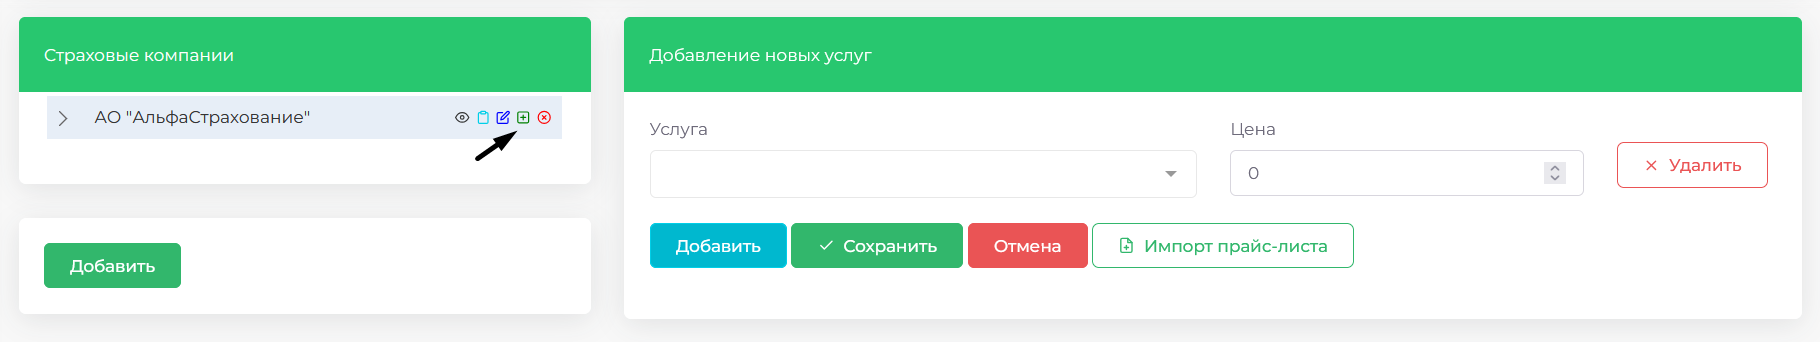 Страховые компании
АО "АльфаСтрахование"
Добавить
Добавление новых услуг
Услуга
Цена
0
Удалить
Добавить
Сохранить
Отмена
Импорт прайс-листа